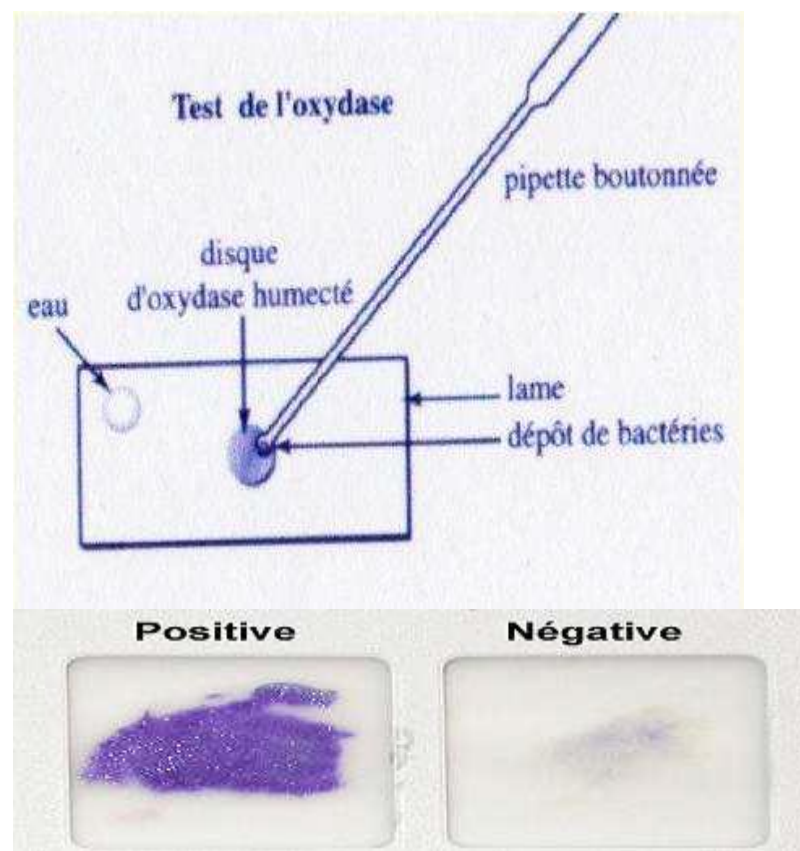 Test de l'oxydase
pipette boutonnée
disque
d'oxydase humecté
eau
lame
dépôt de bactéries
Positive
Négative